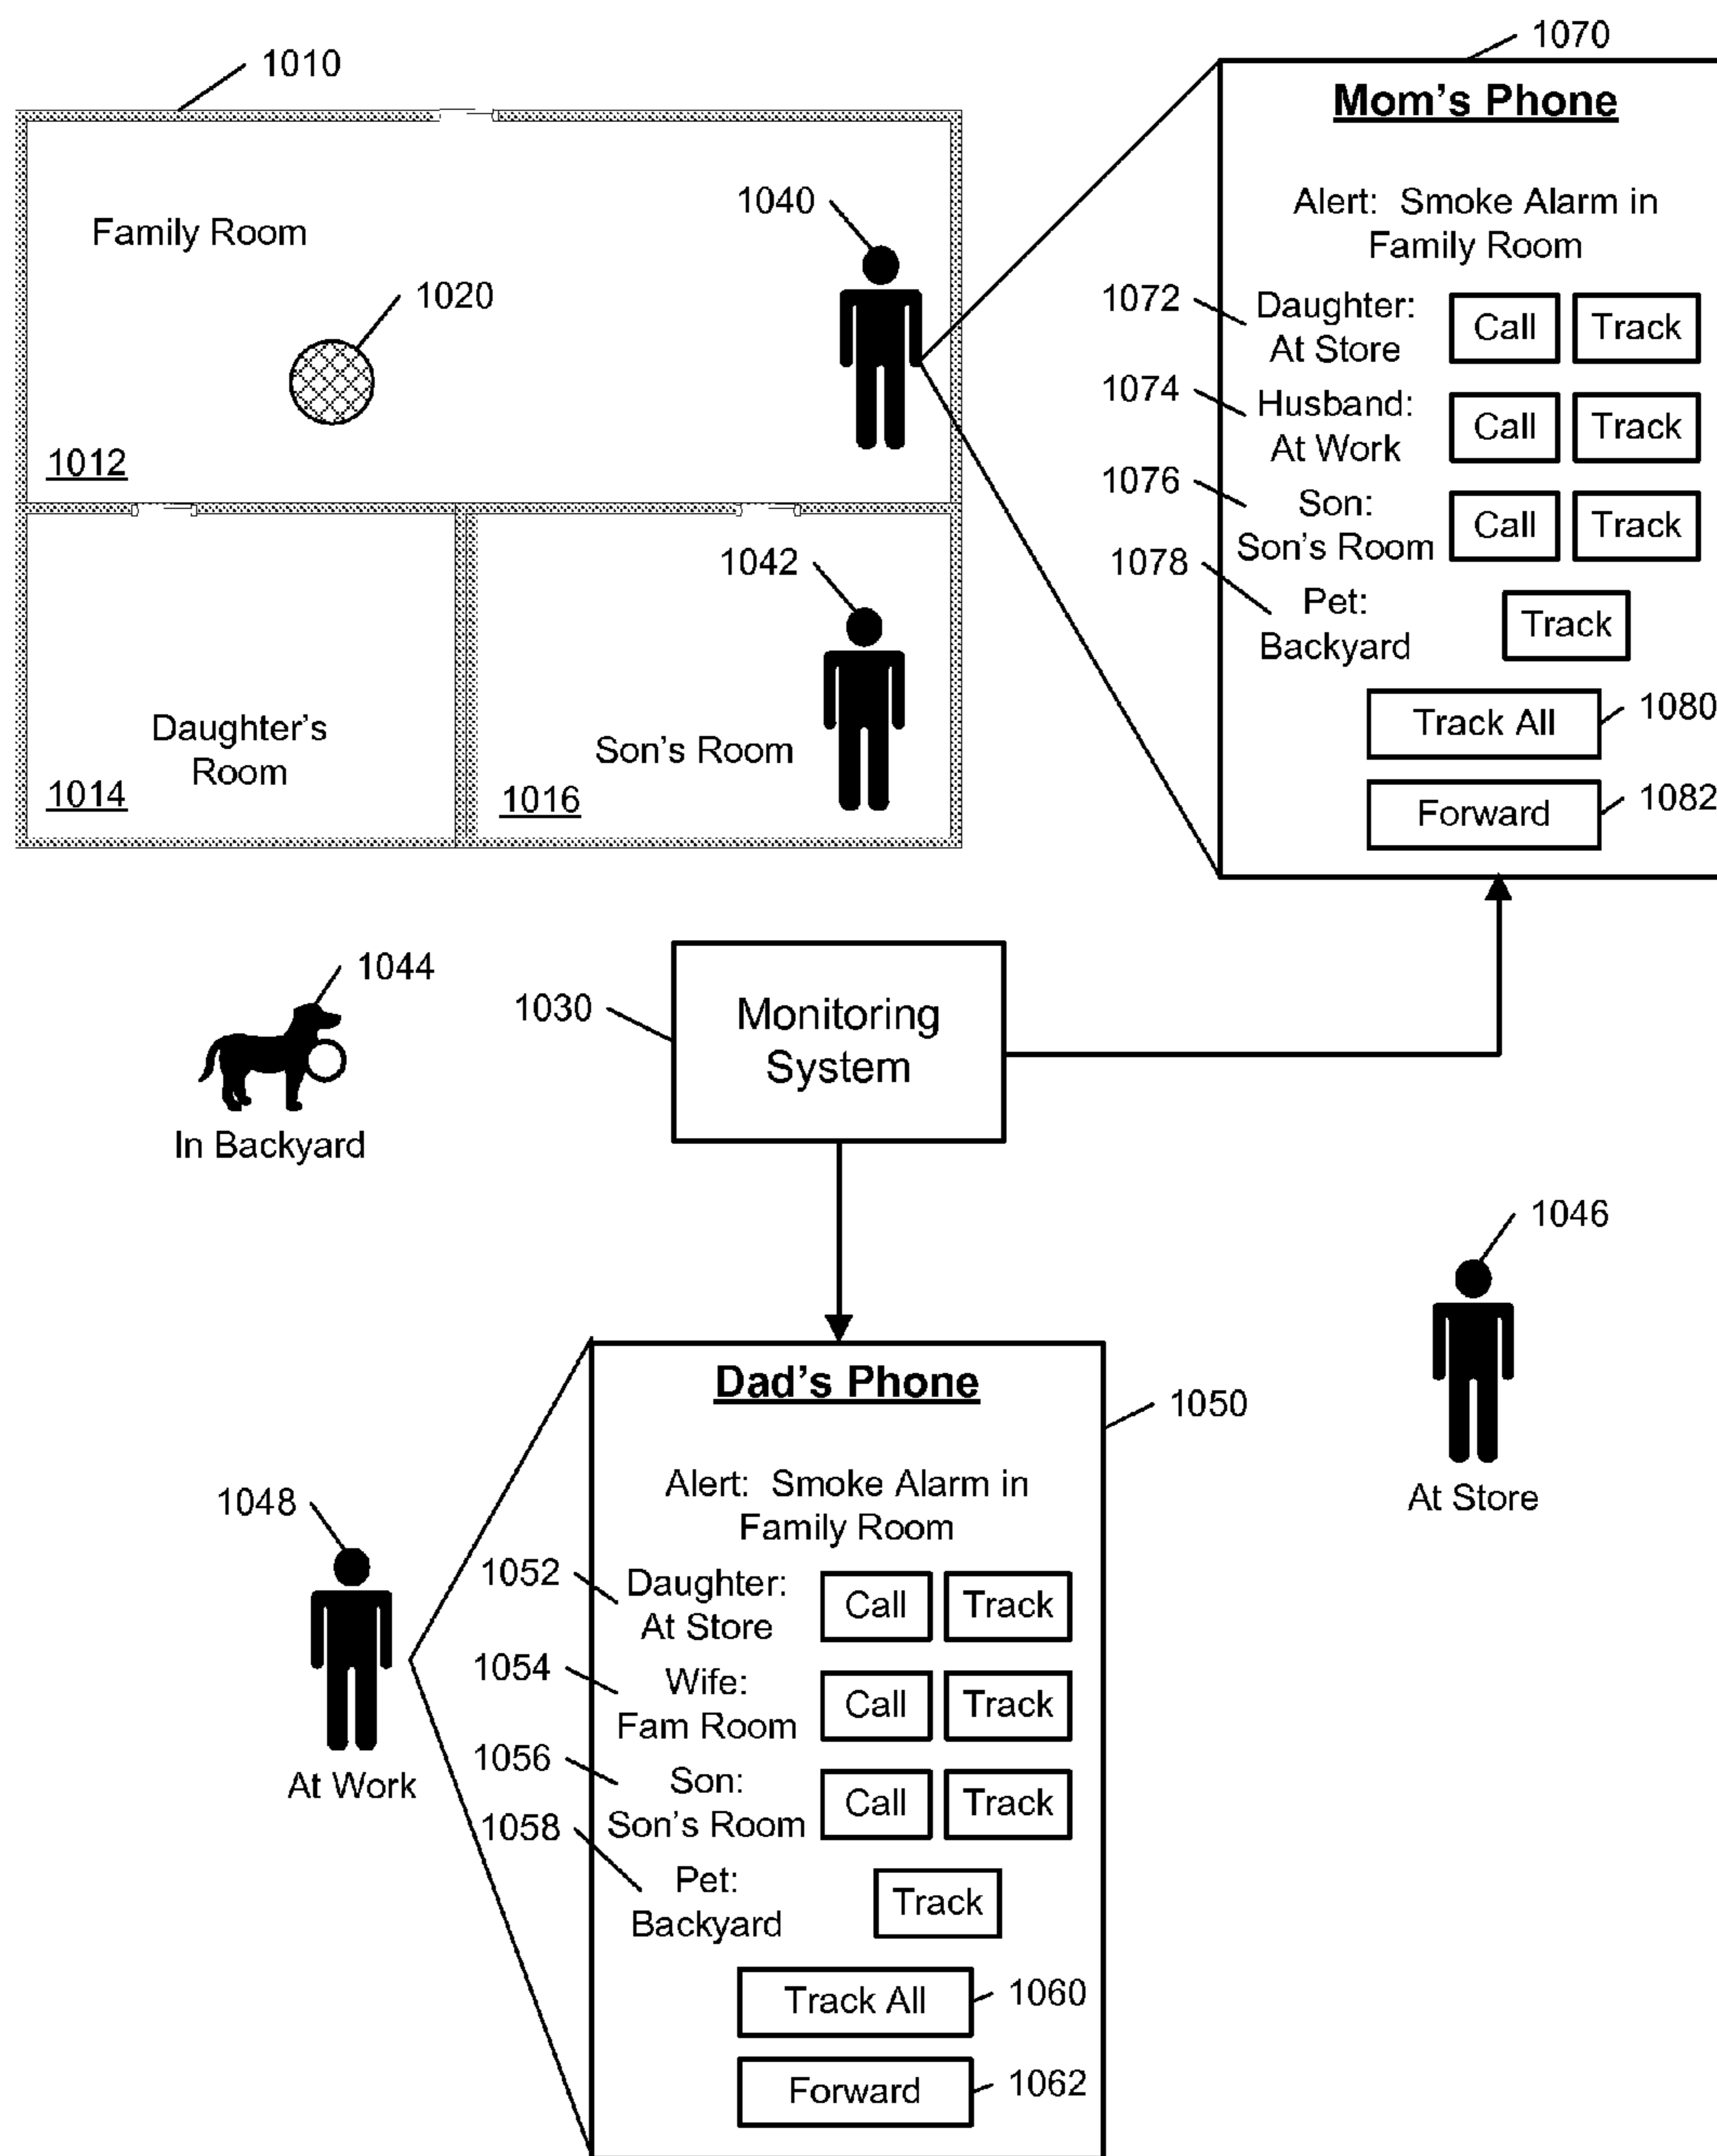 1010
1070
Mom's Phone
Alert: Smoke Alarm in
Family Room
1072
Daughter:
At Store
Call
Track
1074
Husband:
At Work
Call
Track
1076
Son:
Son's Room
Call
Track
1078
Pet:
Backyard
Track
Track All
1080
Forward
1082
Family Room
1020
1040
1012
Daughter's
Room
1014
1042
Son's Room
1016
1044
In Backyard
1030
Monitoring
System
1046
At Store
1048
At Work
Dad's Phone
1050
Alert: Smoke Alarm in
Family Room
1052
Daughter:
At Store
Call
Track
1054
Wife:
Fam Room
Call
Track
1056
Son:
Son's Room
Call
Track
1058
Pet:
Backyard
Track
Track All
1060
Forward
1062